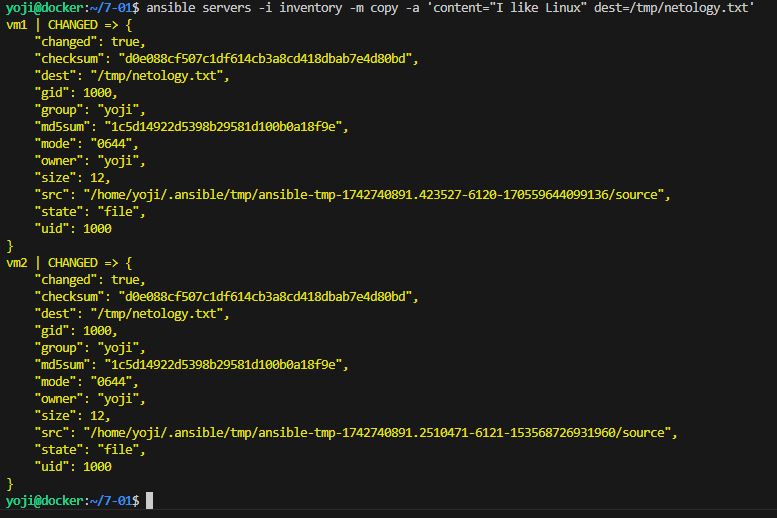 yoji@docker:~/7-01$ ansible servers -i inventory -m copy -a 'content="I like Linux" dest=/tmp/netology.txt'
vm1 | CHANGED => {
    "changed": true,
    "checksum": "d0e088cf507c1df614cb3a8cd418dbab7e4d80bd",
    "dest": "/tmp/netology.txt",
    "gid": 1000,
    "group": "yoji",
    "md5sum": "1c5d14922d5398b29581d100b0a18f9e",
    "mode": "0644",
    "owner": "yoji",
    "size": 12,
    "src": "/home/yoji/.ansible/tmp/ansible-tmp-1742740891.423527-6120-170559644099136/source",
    "state": "file",
    "uid": 1000
}
vm2 | CHANGED => {
    "changed": true,
    "checksum": "d0e088cf507c1df614cb3a8cd418dbab7e4d80bd",
    "dest": "/tmp/netology.txt",
    "gid": 1000,
    "group": "yoji",
    "md5sum": "1c5d14922d5398b29581d100b0a18f9e",
    "mode": "0644",
    "owner": "yoji",
    "size": 12,
    "src": "/home/yoji/.ansible/tmp/ansible-tmp-1742740891.2510471-6121-153568726931960/source",
    "state": "file",
    "uid": 1000
}
yoji@docker:~/7-01$